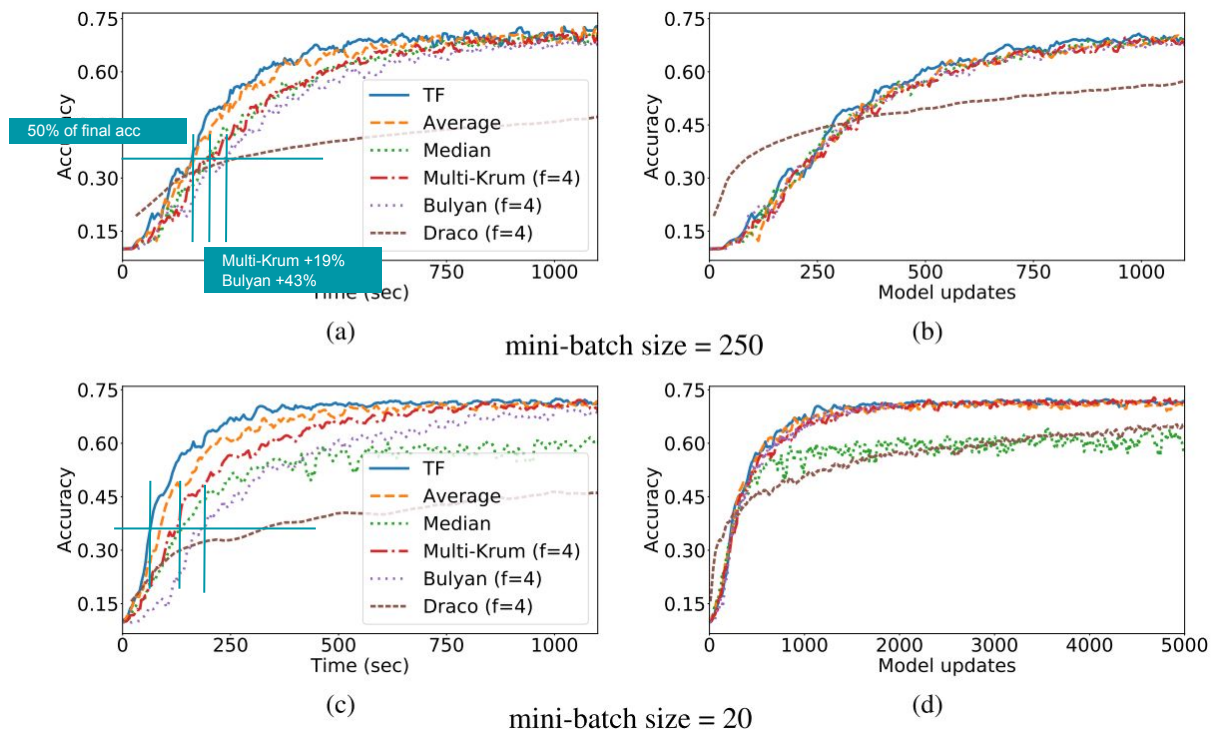 0.75
0.60
0.45
0.30
0.15
Accuracy
50% of final acc
TF
Average
Median
Multi-Krum (f=4)
Bulyan (f=4)
Draco (f=4)
Multi-Krum +19%
Bulyan +43%
0 250 500 750 1000
Time (sec)
(a)
0.75
0.60
0.45
0.30
0.15
Accuracy
0 250 500 750 1000
Model updates
(b)
mini-batch size = 250
0.75
0.60
0.45
0.30
0.15
Accuracy
TF
Average
Median
Multi-Krum (f=4)
Bulyan (f=4)
Draco (f=4)
0 250 500 750 1000
Time (sec)
(c)
0.75
0.60
0.45
0.30
0.15
Accuracy
0 1000 2000 3000 4000 5000
Model updates
(d)
mini-batch size = 20